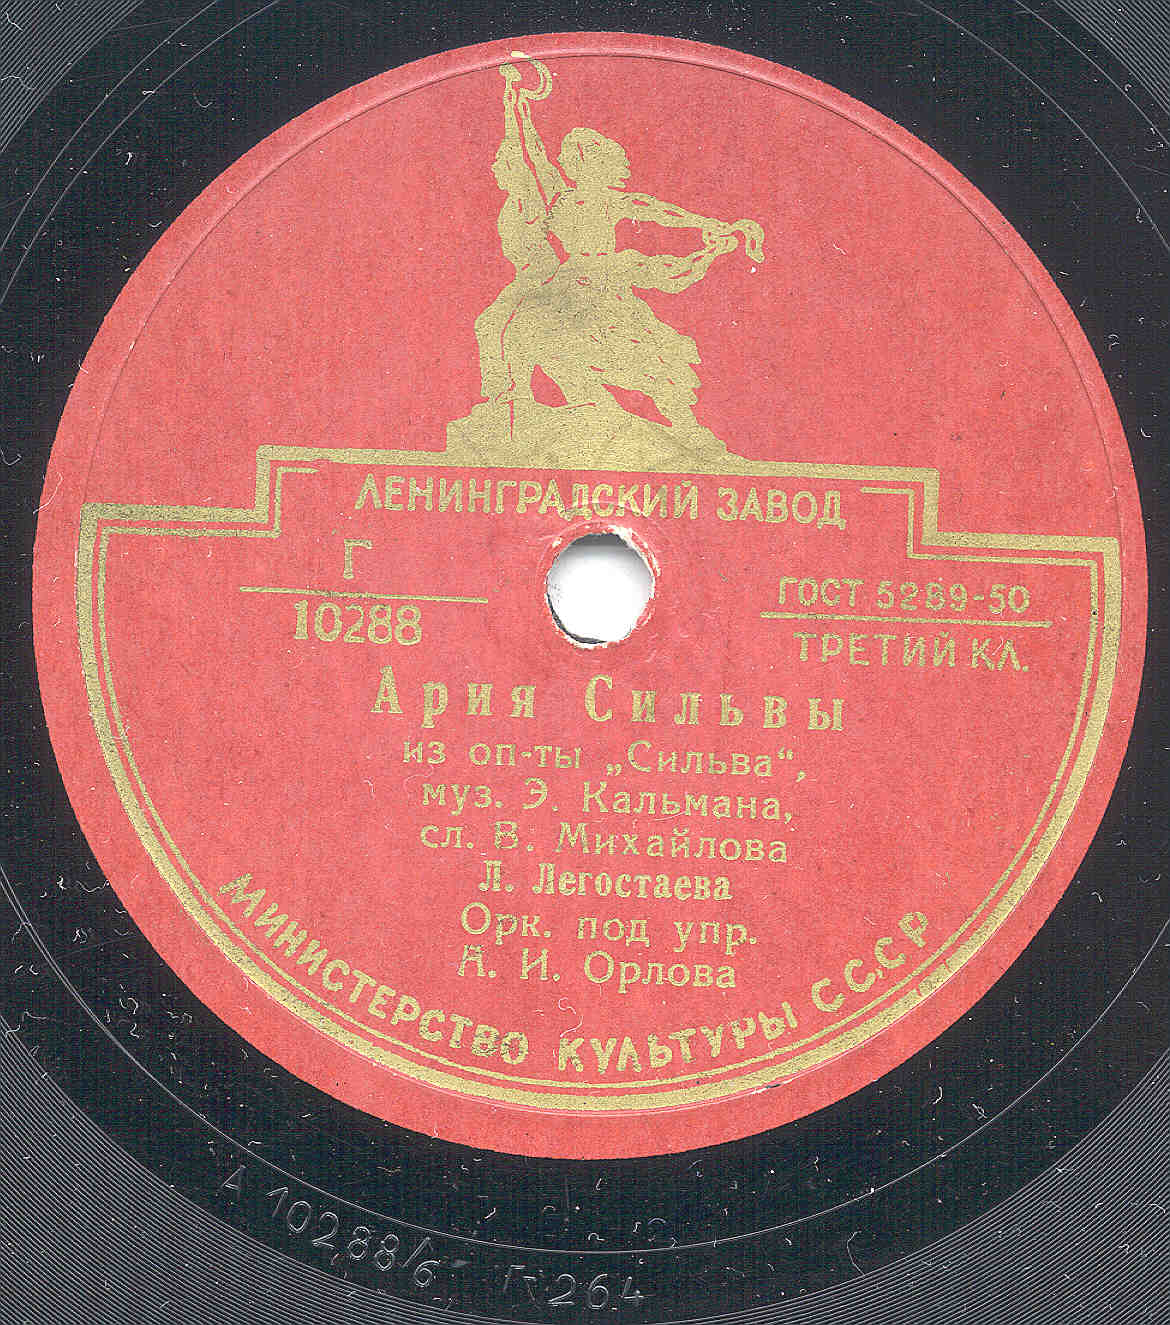 ЛЕНИНГРАДСКИЙ ЗАВОД
Г
10288
ГОСТ 5289-50
ТРЕТИЙ КЛ.
Ария Сильвы
из оп-ты „Сильва“,
муз. Э. Кальмана,
сл. В. Михайлова
Л. Легостаева
Орк. под упр.
А. И. Орлова
МИНИСТЕРСТВО КУЛЬТУРЫ СССР
А 10288/6 Г-264